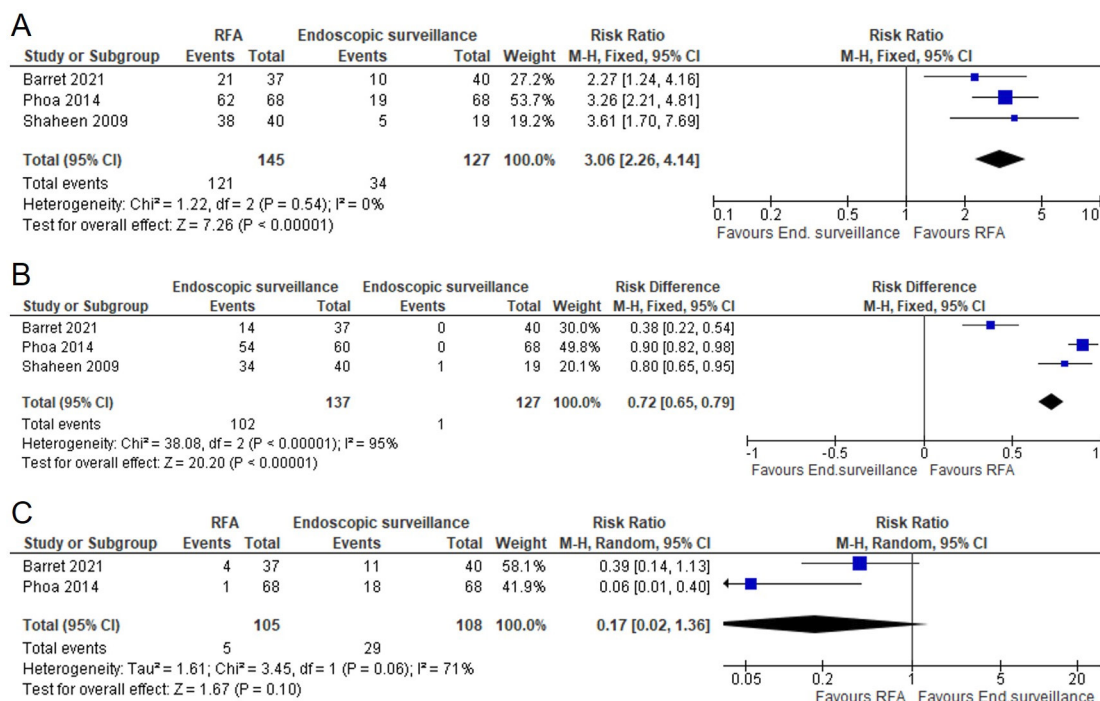 A
RFA Endoscopic surveillance Risk Ratio Risk Ratio
Study or Subgroup Events Total Events Total Weight M-H, Fixed, 95% CI M-H, Fixed, 95% CI
Barret 2021 21 37 10 40 27.2% 2.27 [1.24, 4.16]
Phoa 2014 62 68 19 68 53.7% 3.26 [2.21, 4.81]
Shaheen 2009 38 40 5 19 19.2% 3.61 [1.70, 7.69]
Total (95% CI) 145 127 100.0% 3.06 [2.26, 4.14]
Total events 121 34
Heterogeneity: Chi² = 1.22, df = 2 (P = 0.54); I² = 0%
Test for overall effect: Z = 7.26 (P < 0.00001)
0.1 0.2 0.5 1 2 5 10
Favours End. surveillance Favours RFA
B
Endoscopic surveillance Endoscopic surveillance Risk Difference Risk Difference
Study or Subgroup Events Total Events Total Weight M-H, Fixed, 95% CI M-H, Fixed, 95% CI
Barret 2021 14 37 0 40 30.0% 0.38 [0.22, 0.54]
Phoa 2014 54 60 0 68 49.8% 0.90 [0.82, 0.98]
Shaheen 2009 34 40 1 19 20.1% 0.80 [0.65, 0.95]
Total (95% CI) 137 127 100.0% 0.72 [0.65, 0.79]
Total events 102 1
Heterogeneity: Chi² = 38.08, df = 2 (P < 0.00001); I² = 95%
Test for overall effect: Z = 20.20 (P < 0.00001)
-1 -0.5 0 0.5 1
Favours End.surveillance Favours RFA
C
RFA Endoscopic surveillance Risk Ratio Risk Ratio
Study or Subgroup Events Total Events Total Weight M-H, Random, 95% CI M-H, Random, 95% CI
Barret 2021 4 37 11 40 58.1% 0.39 [0.14, 1.13]
Phoa 2014 1 68 18 68 41.9% 0.06 [0.01, 0.40]
Total (95% CI) 105 108 100.0% 0.17 [0.02, 1.36]
Total events 5 29
Heterogeneity: Tau² = 1.61; Chi² = 3.45, df = 1 (P = 0.06); I² = 71%
Test for overall effect: Z = 1.67 (P = 0.10)
0.05 0.2 1 5 20
Favours RFA Favours End.surveillance